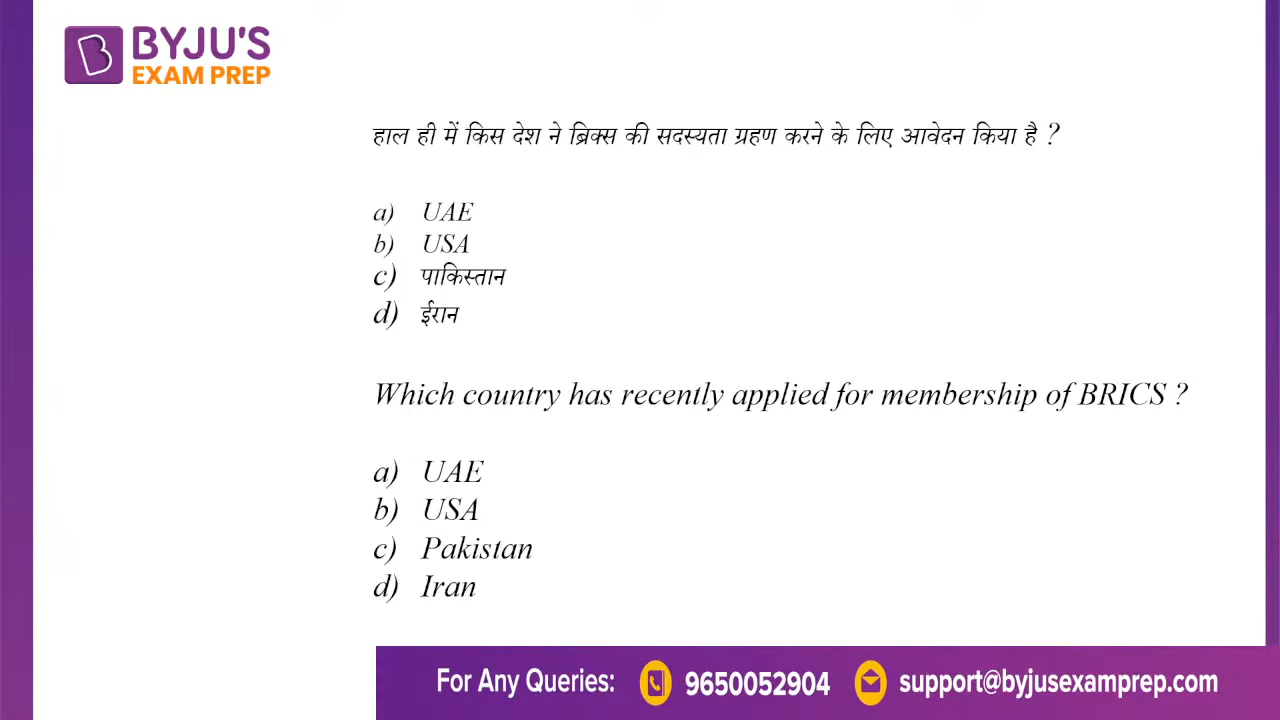 BYJU'S
EXAM PREP
हाल ही में किस देश ने ब्रिक्स की सदस्यता ग्रहण करने के लिए आवेदन किया है ?
a) UAE
b) USA
c) पाकिस्तान
d) ईरान
Which country has recently applied for membership of BRICS ?
a) UAE
b) USA
c) Pakistan
d) Iran
For Any Queries: 9650052904 support@byjusexamprep.com